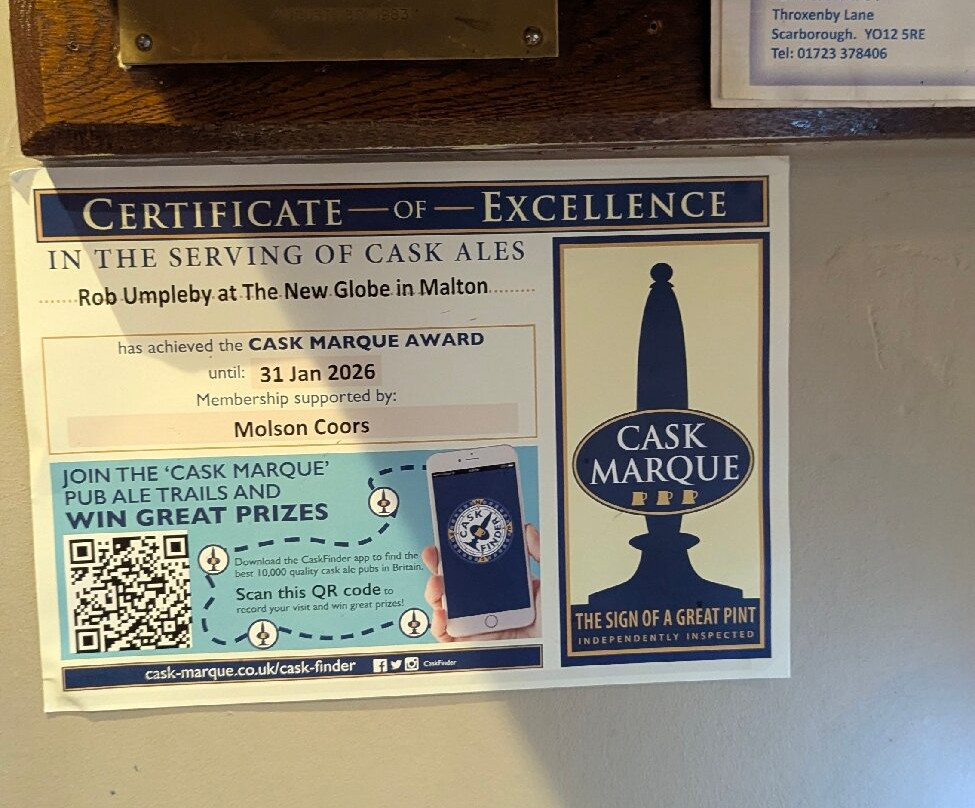 Throxenby Lane
Scarborough. YO12 5RE
Tel: 01723 378406
CERTIFICATE — OF — EXCELLENCE
IN THE SERVING OF CASK ALES
Rob Umpleby at The New Globe in Malton
has achieved the CASK MARQUE AWARD
until: 31 Jan 2026
Membership supported by:
Molson Coors
JOIN THE 'CASK MARQUE'
PUB ALE TRAILS AND
WIN GREAT PRIZES
Download the CaskFinder app to find the
best 10,000 quality cask ale pubs in Britain.
Scan this QR code to
record your visit and win great prizes!
CASK
FINDER
cask-marque.co.uk/cask-finder CaskFinder
CASK
MARQUE
THE SIGN OF A GREAT PINT
INDEPENDENTLY INSPECTED